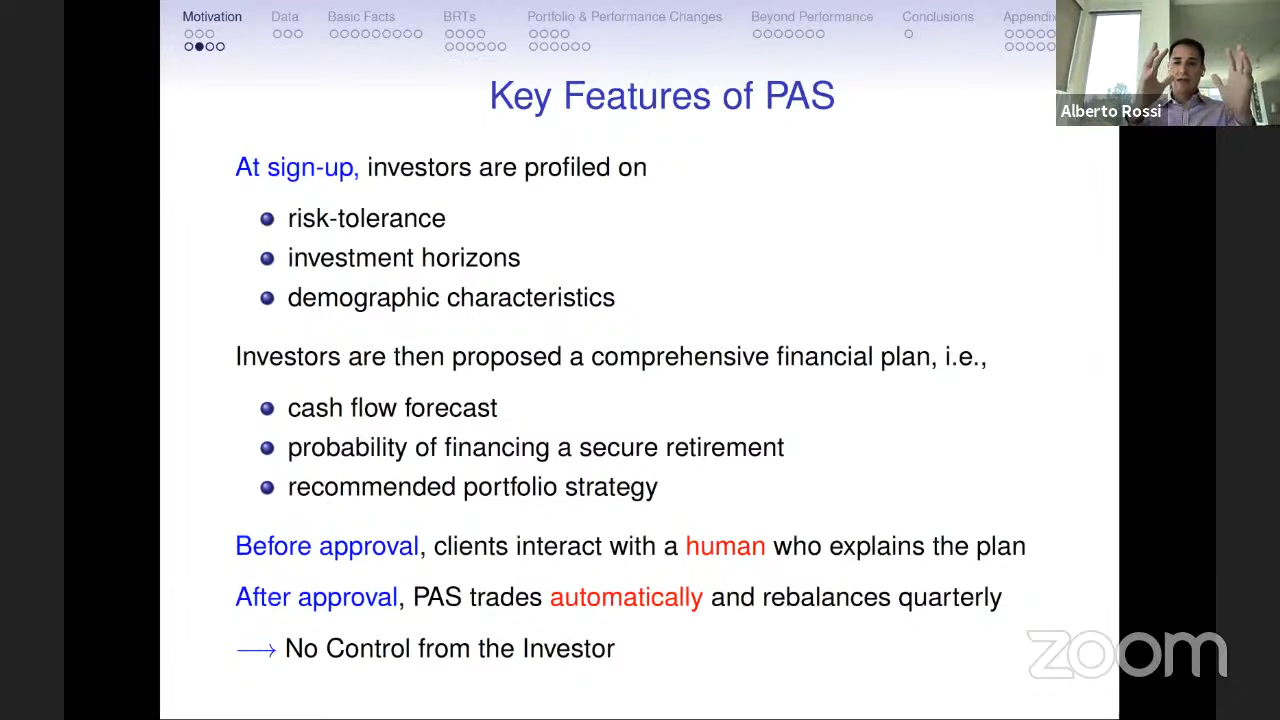 Motivation Data Basic Facts BRTs Portfolio & Performance Changes Beyond Performance Conclusions Appendix
Key Features of PAS
Alberto Rossi
At sign-up, investors are profiled on
risk-tolerance
investment horizons
demographic characteristics
Investors are then proposed a comprehensive financial plan, i.e.,
cash flow forecast
probability of financing a secure retirement
recommended portfolio strategy
Before approval, clients interact with a human who explains the plan
After approval, PAS trades automatically and rebalances quarterly
⟶ No Control from the Investor
zoom